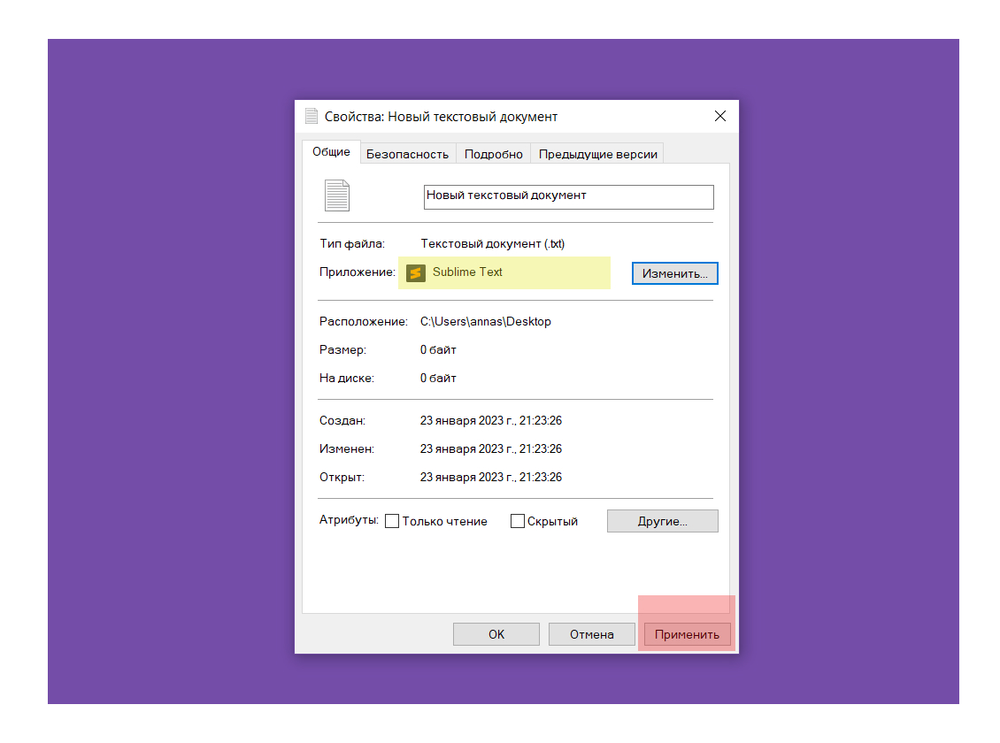 Свойства: Новый текстовый документ
Общие Безопасность Подробно Предыдущие версии
Новый текстовый документ
Тип файла: Текстовый документ (.txt)
Приложение: Sublime Text Изменить...
Расположение: C:\Users\annas\Desktop
Размер: 0 байт
На диске: 0 байт
Создан: 23 января 2023 г., 21:23:26
Изменен: 23 января 2023 г., 21:23:26
Открыт: 23 января 2023 г., 21:23:26
Атрибуты: Только чтение Скрытый Другие...
ОК Отмена Применить